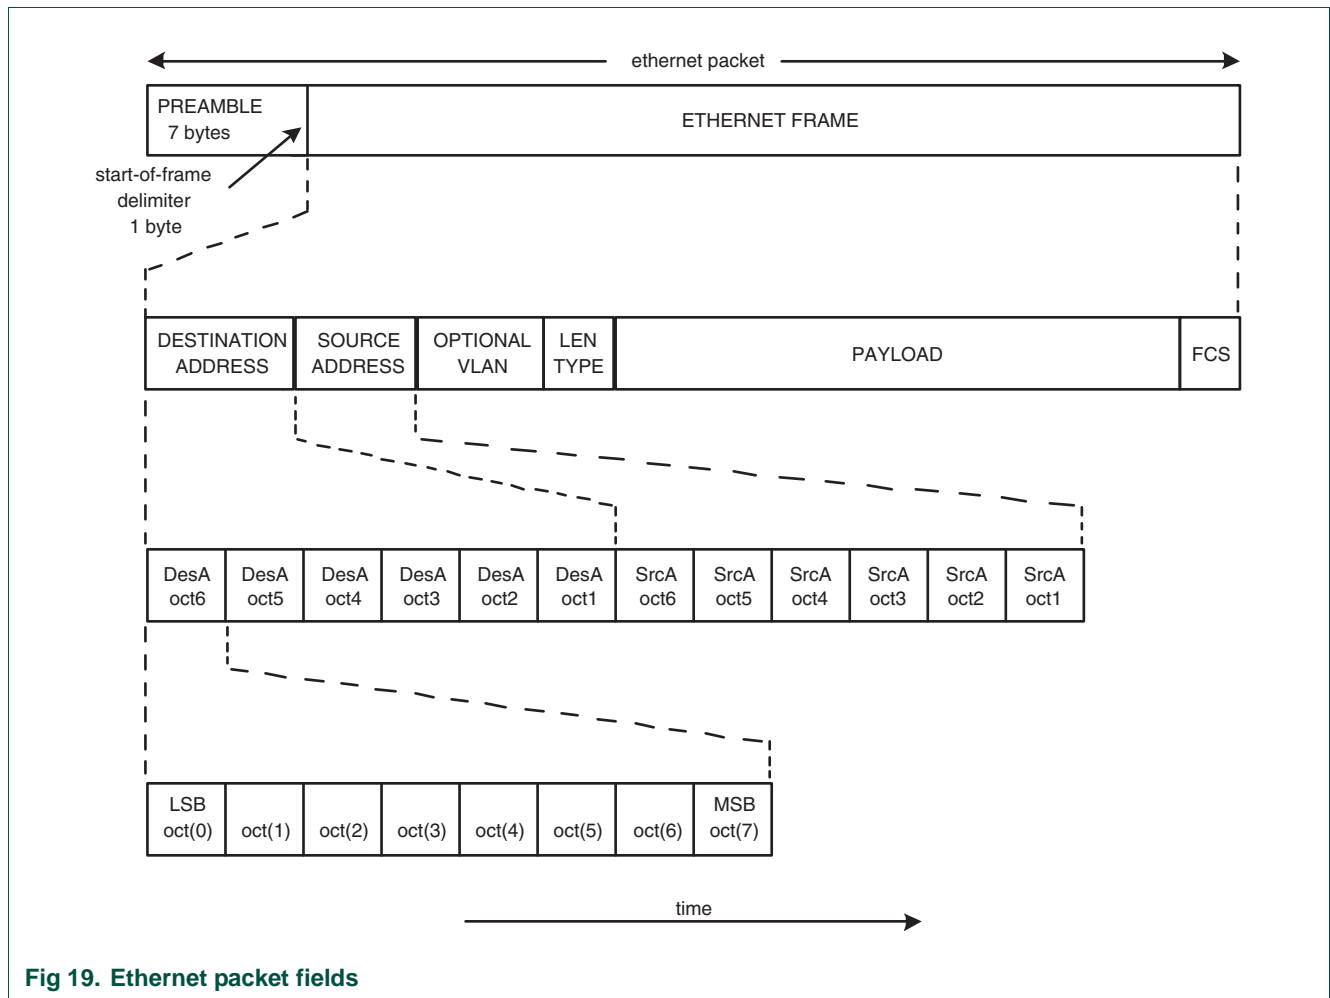 ethernet packet
PREAMBLE
7 bytes
ETHERNET FRAME
start-of-frame
delimiter
1 byte
DESTINATION
ADDRESS
SOURCE
ADDRESS
OPTIONAL
VLAN
LEN
TYPE
PAYLOAD
FCS
DesA
oct6
DesA
oct5
DesA
oct4
DesA
oct3
DesA
oct2
DesA
oct1
SrcA
oct6
SrcA
oct5
SrcA
oct4
SrcA
oct3
SrcA
oct2
SrcA
oct1
LSB
oct(0)
oct(1)
oct(2)
oct(3)
oct(4)
oct(5)
oct(6)
MSB
oct(7)
time
Fig 19. Ethernet packet fields